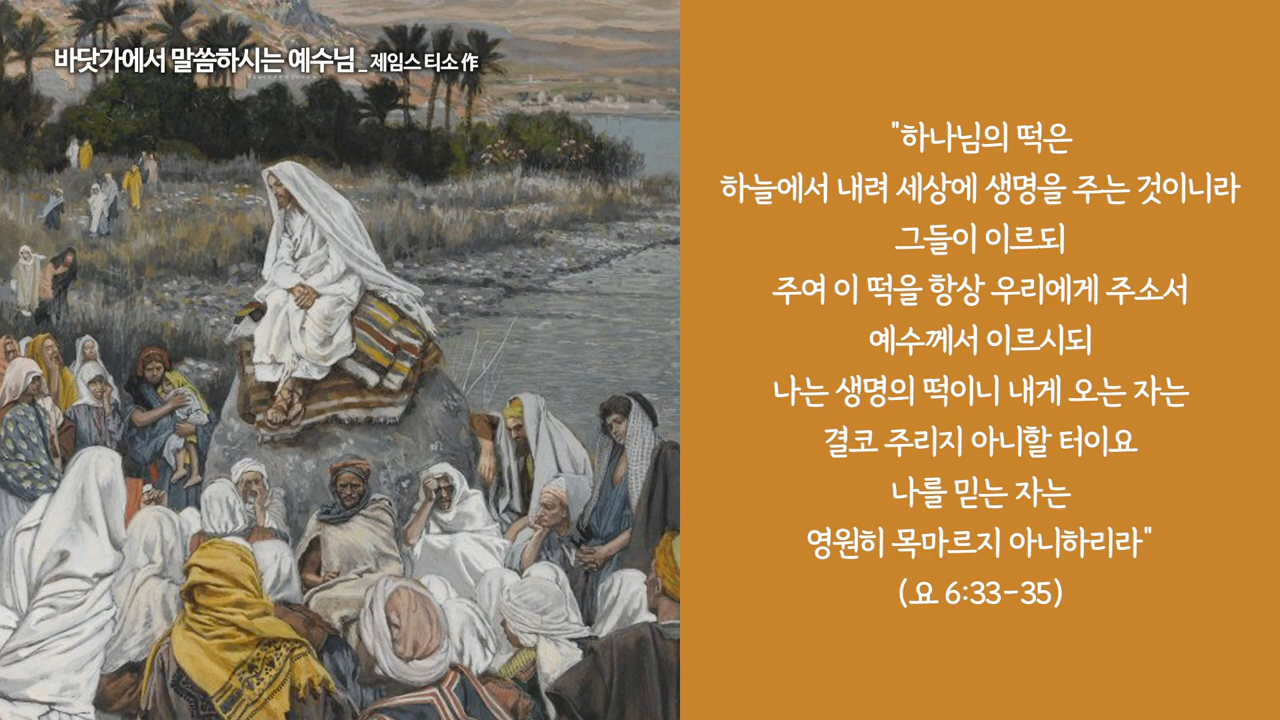 바닷가에서 말씀하시는 예수님 _ 제임스 티소 作
"하나님의 떡은
하늘에서 내려 세상에 생명을 주는 것이니라
그들이 이르되
주여 이 떡을 항상 우리에게 주소서
예수께서 이르시되
나는 생명의 떡이니 내게 오는 자는
결코 주리지 아니할 터이요
나를 믿는 자는
영원히 목마르지 아니하리라"
(요 6:33-35)